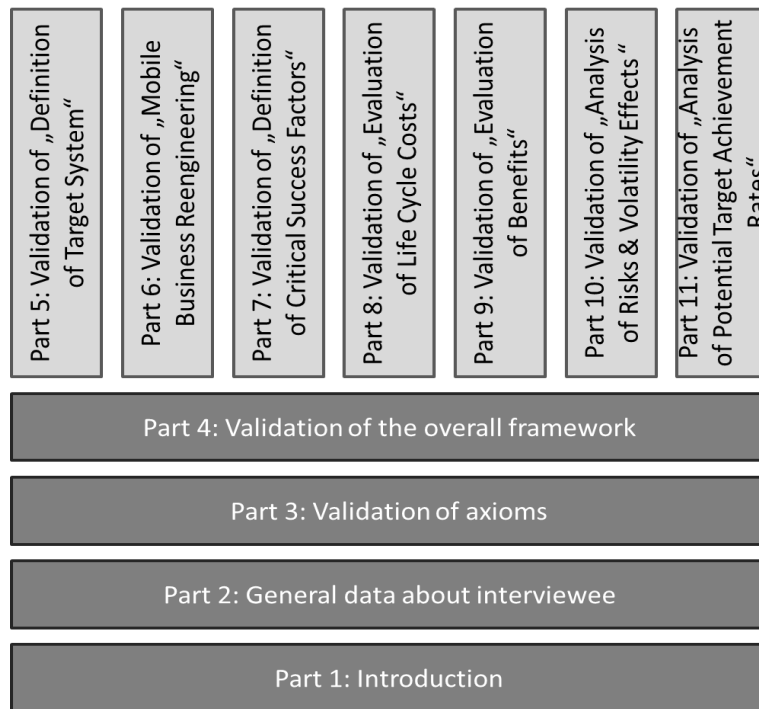 Part 5: Validation of „Definition
of Target System“
Part 6: Validation of „Mobile
Business Reengineering“
Part 7: Validation of „Definition
of Critical Success Factors“
Part 8: Validation of „Evaluation
of Life Cycle Costs“
Part 9: Validation of „Evaluation
of Benefits“
Part 10: Validation of „Analysis
of Risks & Volatility Effects“
Part 11: Validation of „Analysis
of Potential Target Achievement
Rates“
Part 4: Validation of the overall framework
Part 3: Validation of axioms
Part 2: General data about interviewee
Part 1: Introduction